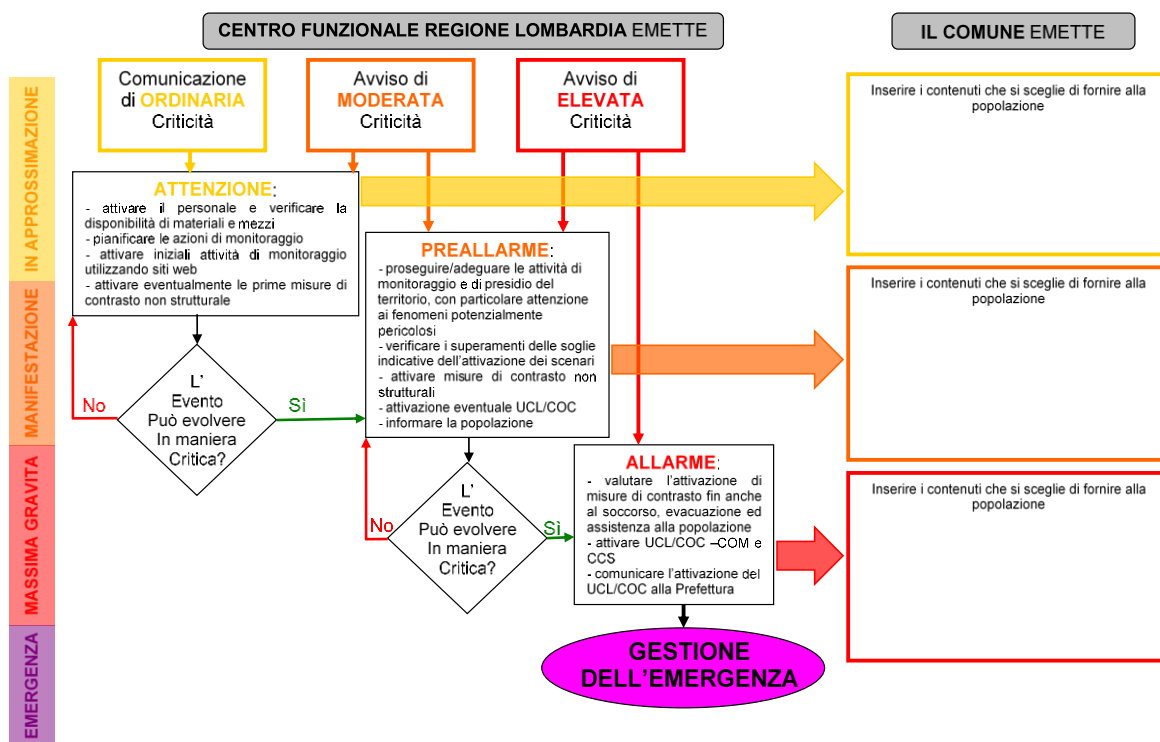 CENTRO FUNZIONALE REGIONE LOMBARDIA EMETTE
IL COMUNE EMETTE
Comunicazione
di ORDINARIA
Criticità
Avviso di
MODERATA
Criticità
Avviso di
ELEVATA
Criticità
IN APPROSSIMAZIONE
MANIFESTAZIONE
MASSIMA GRAVITA
EMERGENZA
ATTENZIONE:
- attivare il personale e verificare la
disponibilità di materiali e mezzi
- pianificare le azioni di monitoraggio
- attivare iniziali attività di monitoraggio
utilizzando siti web
- attivare eventualmente le prime misure di
contrasto non strutturale
L'
Evento
Può evolvere
In maniera
Critica?
No
Sì
PREALLARME:
- proseguire/adeguare le attività di
monitoraggio e di presidio del
territorio, con particolare attenzione
ai fenomeni potenzialmente
pericolosi
- verificare i superamenti delle soglie
indicative dell'attivazione dei scenari
- attivare misure di contrasto non
strutturali
- attivazione eventuale UCL/COC
- informare la popolazione
L'
Evento
Può evolvere
In maniera
Critica?
No
Sì
ALLARME:
- valutare l'attivazione di
misure di contrasto fin anche
al soccorso, evacuazione ed
assistenza alla popolazione
- attivare UCL/COC –COM e
CCS
- comunicare l'attivazione del
UCL/COC alla Prefettura
GESTIONE
DELL'EMERGENZA
Inserire i contenuti che si sceglie di fornire alla
popolazione
Inserire i contenuti che si sceglie di fornire alla
popolazione
Inserire i contenuti che si sceglie di fornire alla
popolazione